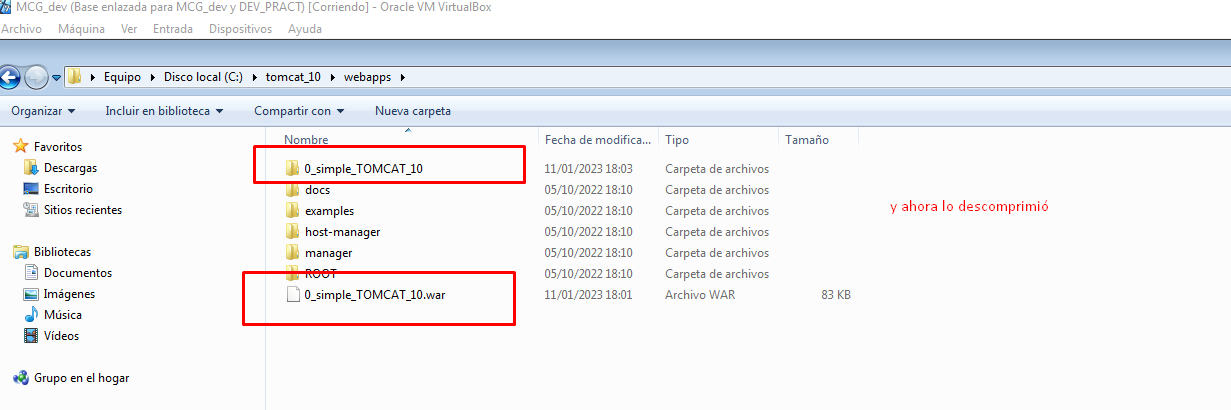 MCG_dev (Base enlazada para MCG_dev y DEV_PRACT) [Corriendo] - Oracle VM VirtualBox
Archivo Máquina Ver Entrada Dispositivos Ayuda
Equipo Disco local (C:) tomcat_10 webapps
Organizar Incluir en biblioteca Compartir con Nueva carpeta
Favoritos
Descargas
Escritorio
Sitios recientes
Bibliotecas
Documentos
Imágenes
Música
Vídeos
Grupo en el hogar
Nombre Fecha de modifica... Tipo Tamaño
0_simple_TOMCAT_10 11/01/2023 18:03 Carpeta de archivos
docs 05/10/2022 18:10 Carpeta de archivos
examples 05/10/2022 18:10 Carpeta de archivos
host-manager 05/10/2022 18:10 Carpeta de archivos
manager 05/10/2022 18:10 Carpeta de archivos
ROOT 05/10/2022 18:10 Carpeta de archivos
0_simple_TOMCAT_10.war 11/01/2023 18:01 Archivo WAR 83 KB
y ahora lo descomprimió